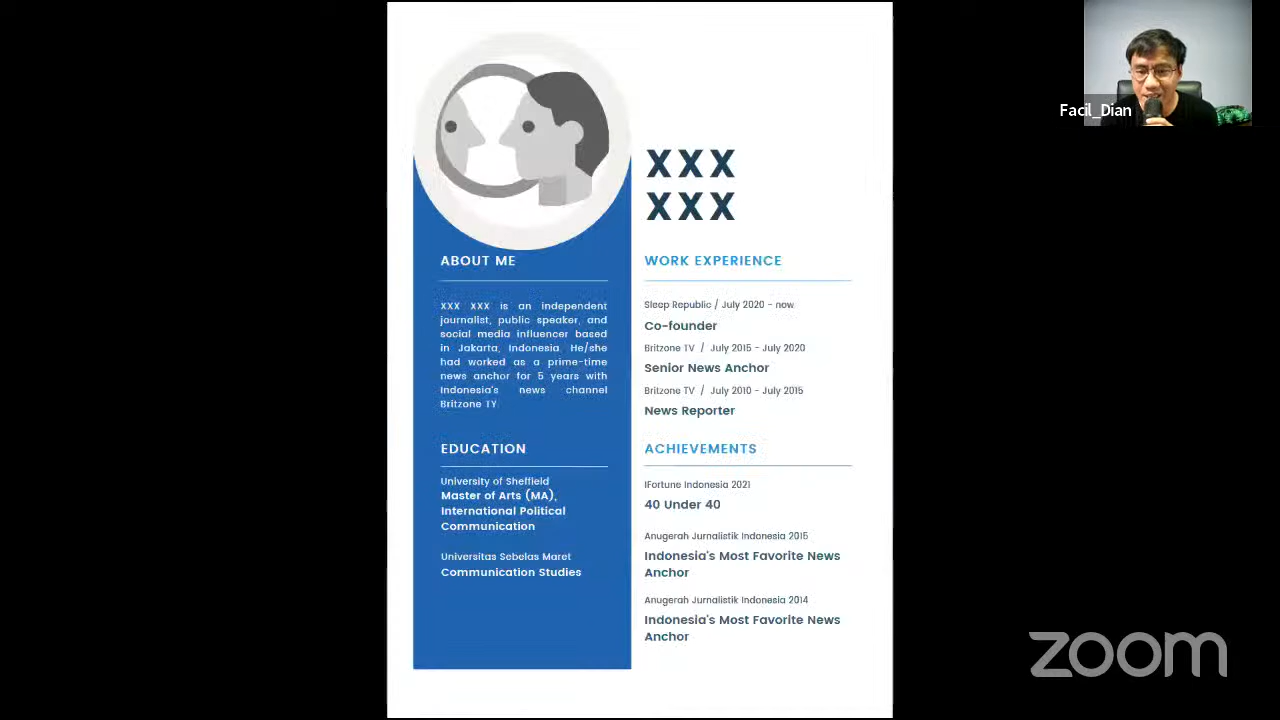 Facil_Dian
XXX
XXX
ABOUT ME
XXX XXX is an independent
journalist, public speaker, and
social media influencer based
in Jakarta, Indonesia. He/she
had worked as a prime-time
news anchor for 5 years with
Indonesia's news channel
Britzone TY.
EDUCATION
University of Sheffield
Master of Arts (MA),
International Political
Communication
Universitas Sebelas Maret
Communication Studies
WORK EXPERIENCE
Sleep Republic / July 2020 - now
Co-founder
Britzone TV / July 2015 - July 2020
Senior News Anchor
Britzone TV / July 2010 - July 2015
News Reporter
ACHIEVEMENTS
IFortune Indonesia 2021
40 Under 40
Anugerah Jurnalistik Indonesia 2015
Indonesia's Most Favorite News
Anchor
Anugerah Jurnalistik Indonesia 2014
Indonesia's Most Favorite News
Anchor
zoom